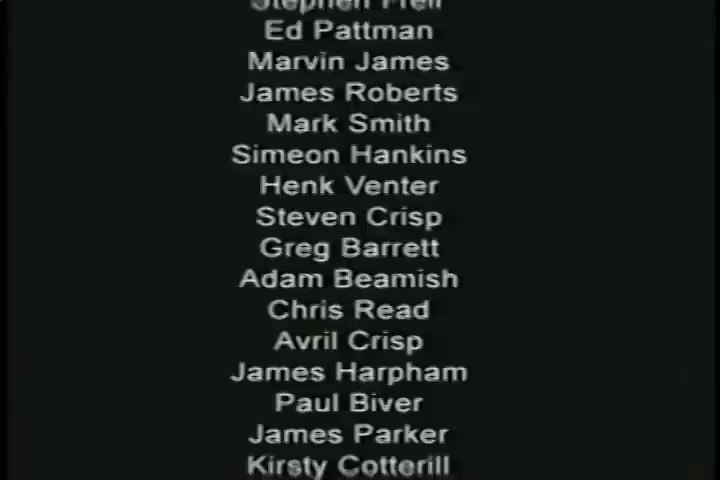 Stephen
Ed Pattman
Marvin James
James Roberts
Mark Smith
Simeon Hankins
Henk Venter
Steven Crisp
Greg Barrett
Adam Beamish
Chris Read
Avril Crisp
James Harpham
Paul Biver
James Parker
Kirsty Cotterill